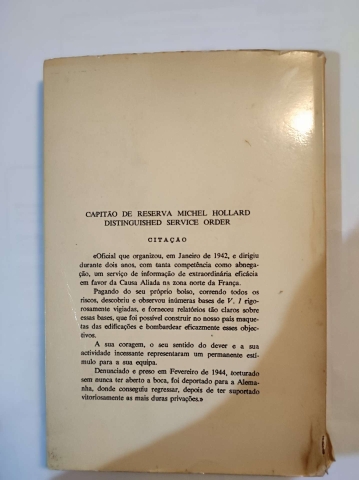 CAPITÃO DE RESERVA MICHEL HOLLARD
DISTINGUISHED SERVICE ORDER
CITAÇÃO
«Oficial que organizou, em Janeiro de 1942, e dirigiu
durante dois anos, com tanta competência como abnega-
ção, um serviço de informação de extraordinária eficácia
em favor da Causa Aliada na zona norte da França.
Pagando do seu próprio bolso, correndo todos os
riscos, descobriu e observou inúmeras bases de V. 1 rigo-
rosamente vigiadas, e forneceu relatórios tão claros sobre
essas bases, que foi possível construir no nosso país maque-
tas das edificações e bombardear eficazmente esses objec-
tivos.
A sua coragem, o seu sentido do dever e a sua
actividade incessante representaram um permanente estí-
mulo para a sua equipa.
Denunciado e preso em Fevereiro de 1944, torturado
sem nunca ter aberto a boca, foi deportado para a Alema-
nha, donde conseguiu regressar, depois de ter suportado
vitoriosamente as mais duras privações.»